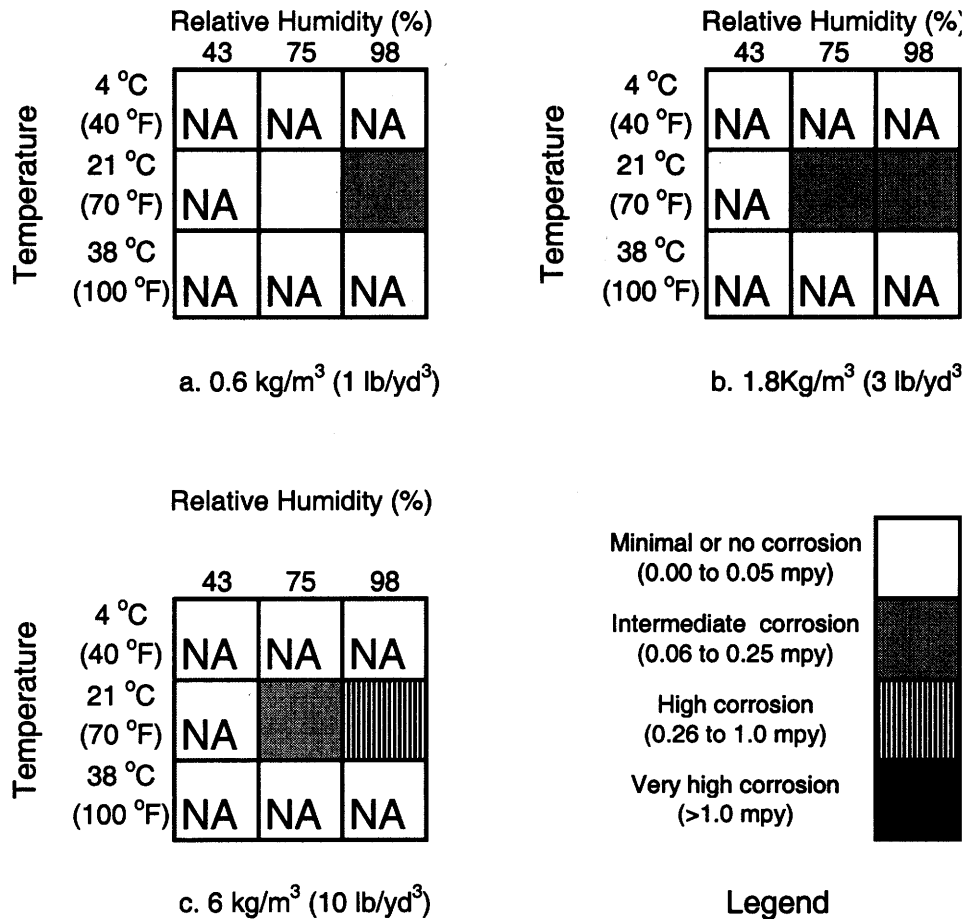 Relative Humidity (%)
43 75 98
Temperature
4 °C
(40 °F) NA NA NA
21 °C
(70 °F) NA
38 °C
(100 °F) NA NA NA
a. 0.6 kg/m³ (1 lb/yd³)
Relative Humidity (%)
43 75 98
Temperature
4 °C
(40 °F) NA NA NA
21 °C
(70 °F) NA
38 °C
(100 °F) NA NA NA
b. 1.8Kg/m³ (3 lb/yd³
Relative Humidity (%)
43 75 98
Temperature
4 °C
(40 °F) NA NA NA
21 °C
(70 °F) NA
38 °C
(100 °F) NA NA NA
c. 6 kg/m³ (10 lb/yd³)
Minimal or no corrosion
(0.00 to 0.05 mpy)
Intermediate corrosion
(0.06 to 0.25 mpy)
High corrosion
(0.26 to 1.0 mpy)
Very high corrosion
(>1.0 mpy)
Legend